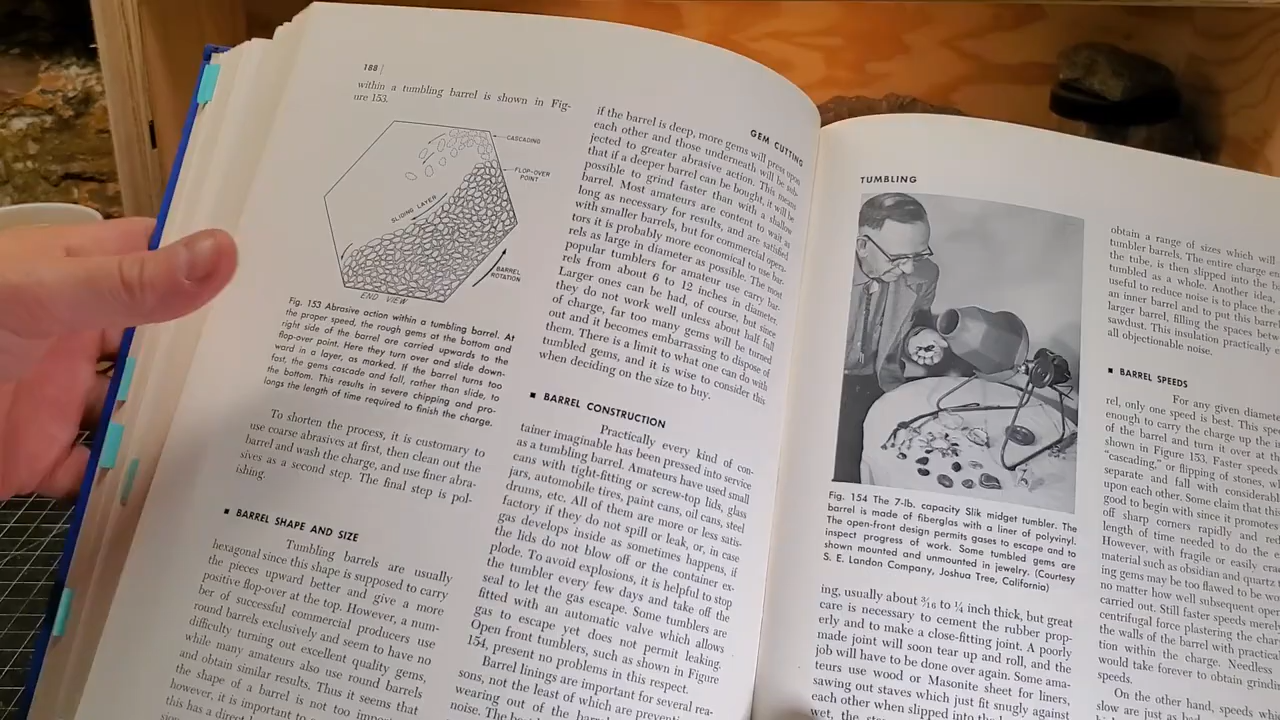 188
within a tumbling barrel is shown in Fig-
ure 153.
CASCADING
FLOP-OVER
POINT
SLIDING LAYER
BARREL
ROTATION
END VIEW
Fig. 153 Abrasive action within a tumbling barrel. At
the proper speed, the rough gems at the bottom and
right side of the barrel are carried upwards to the
flop-over point. Here they turn over and slide down-
ward in a layer, as marked. If the barrel turns too
fast, the gems cascade and fall, rather than slide, to
the bottom. This results in severe chipping and pro-
longs the length of time required to finish the charge.
To shorten the process, it is customary to
use coarse abrasives at first, then clean out the
barrel and wash the charge, and use finer abra-
sives as a second step. The final step is pol-
ishing.
▪ BARREL SHAPE AND SIZE
Tumbling barrels are usually
hexagonal since this shape is supposed to carry
the pieces upward better and give a more
positive flop-over at the top. However, a num-
ber of successful commercial producers use
round barrels exclusively and seem to have no
difficulty turning out excellent quality gems,
while many amateurs also use round barrels
and obtain similar results. Thus it seems that
the shape of a barrel is not too impor
however, it is important to
this has a direct
GEM CUTTING
if the barrel is deep, more gems will press upon
each other and those underneath will be sub-
jected to greater abrasive action. This means
that if a deeper barrel can be bought, it will be
possible to grind faster than with a shallow
barrel. Most amateurs are content to wait as
long as necessary for results, and are satisfied
with smaller barrels, but for commercial opera-
tors it is probably more economical to use bar-
rels as large in diameter as possible. The most
popular tumblers for amateur use carry bar-
rels from about 6 to 12 inches in diameter.
Larger ones can be had, of course, but since
they do not work well unless about half full
of charge, far too many gems will be turned
out and it becomes embarrassing to dispose of
them. There is a limit to what one can do with
tumbled gems, and it is wise to consider this
when deciding on the size to buy.
▪ BARREL CONSTRUCTION
Practically every kind of con-
tainer imaginable has been pressed into service
as a tumbling barrel. Amateurs have used small
cans with tight-fitting or screw-top lids, glass
jars, automobile tires, paint cans, oil cans, steel
drums, etc. All of them are more or less satis-
factory if they do not spill or leak, or, in case
gas develops inside as sometimes happens, if
the lids do not blow off or the container ex-
plode. To avoid explosions, it is helpful to stop
the tumbler every few days and take off the
seal to let the gas escape. Some tumblers are
fitted with an automatic valve which allows
gas to escape yet does not permit leaking.
Open front tumblers, such as shown in Figure
154, present no problems in this respect.
Barrel linings are important for several rea-
sons, not the least of which are preventi
wearing out of the barr
noise. The be
TUMBLING
Fig. 154 The 7-lb. capacity Slik midget tumbler. The
barrel is made of fiberglas with a liner of polyvinyl.
The open-front design permits gases to escape and to
inspect progress of work. Some tumbled gems are
shown mounted and unmounted in jewelry. (Courtesy
S. E. Landon Company, Joshua Tree, California)
ing, usually about 3/16 to 1/4 inch thick, but great
care is necessary to cement the rubber prop-
erly and to make a close-fitting joint. A poorly
made joint will soon tear up and roll, and the
job will have to be done over again. Some ama-
teurs use wood or Masonite sheet for liners,
sawing out staves which just fit snugly against
each other when slipped into the
wet, the
obtain a range of sizes which will
tumbler barrels. The entire charge
the tube, is then slipped into the
tumbled as a whole. Another idea,
useful to reduce noise is to place the
an inner barrel and to put this barre
larger barrel, filling the spaces betw
sawdust. This insulation practically
all objectionable noise.
▪ BARREL SPEEDS
For any given diamete
rel, only one speed is best. This spe
enough to carry the charge up the
of the barrel and turn it over at th
shown in Figure 153. Faster speeds
"cascading" or flipping of stones, wh
separate and fall with considerabl
upon each other. Some claim that this
good to begin with since it promotes
off sharp corners rapidly and red
length of time needed to do the
However, with fragile or easily crac
material such as obsidian and quartz
ing gems may be too flawed to be wo
no matter how well subsequent oper
carried out. Still faster speeds merel
centrifugal force plastering the char
the walls of the barrel with practical
tion within the charge. Needless
would take forever to obtain grindin
speeds.
On the other hand, speeds whi
slow are just as